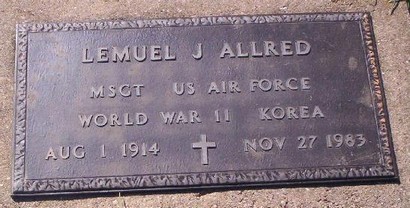 LEMUEL J ALLRED
MSGT US AIR FORCE
WORLD WAR II KOREA
AUG 1 1914 NOV 27 1983